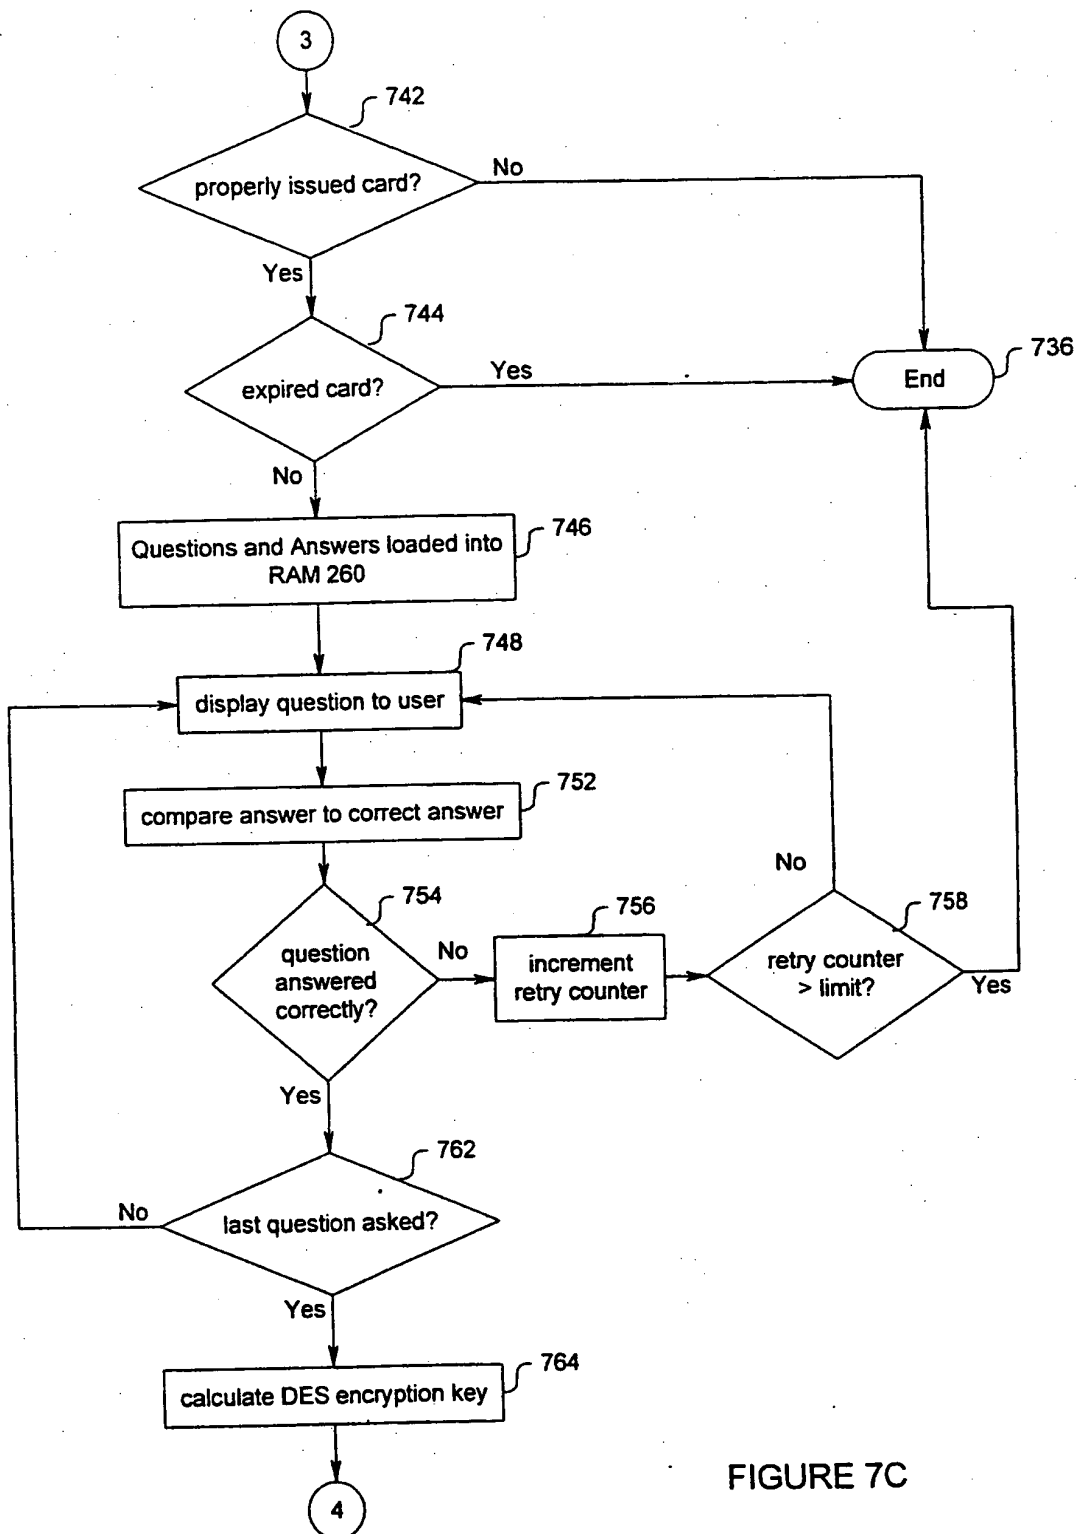 3
742
properly issued card?
No
Yes
744
expired card?
Yes
End
736
No
746
Questions and Answers loaded into
RAM 260
748
display question to user
752
compare answer to correct answer
No
754
756
758
question
answered
correctly?
No
increment
retry counter
retry counter
> limit?
Yes
Yes
762
No
last question asked?
Yes
764
calculate DES encryption key
4
FIGURE 7C